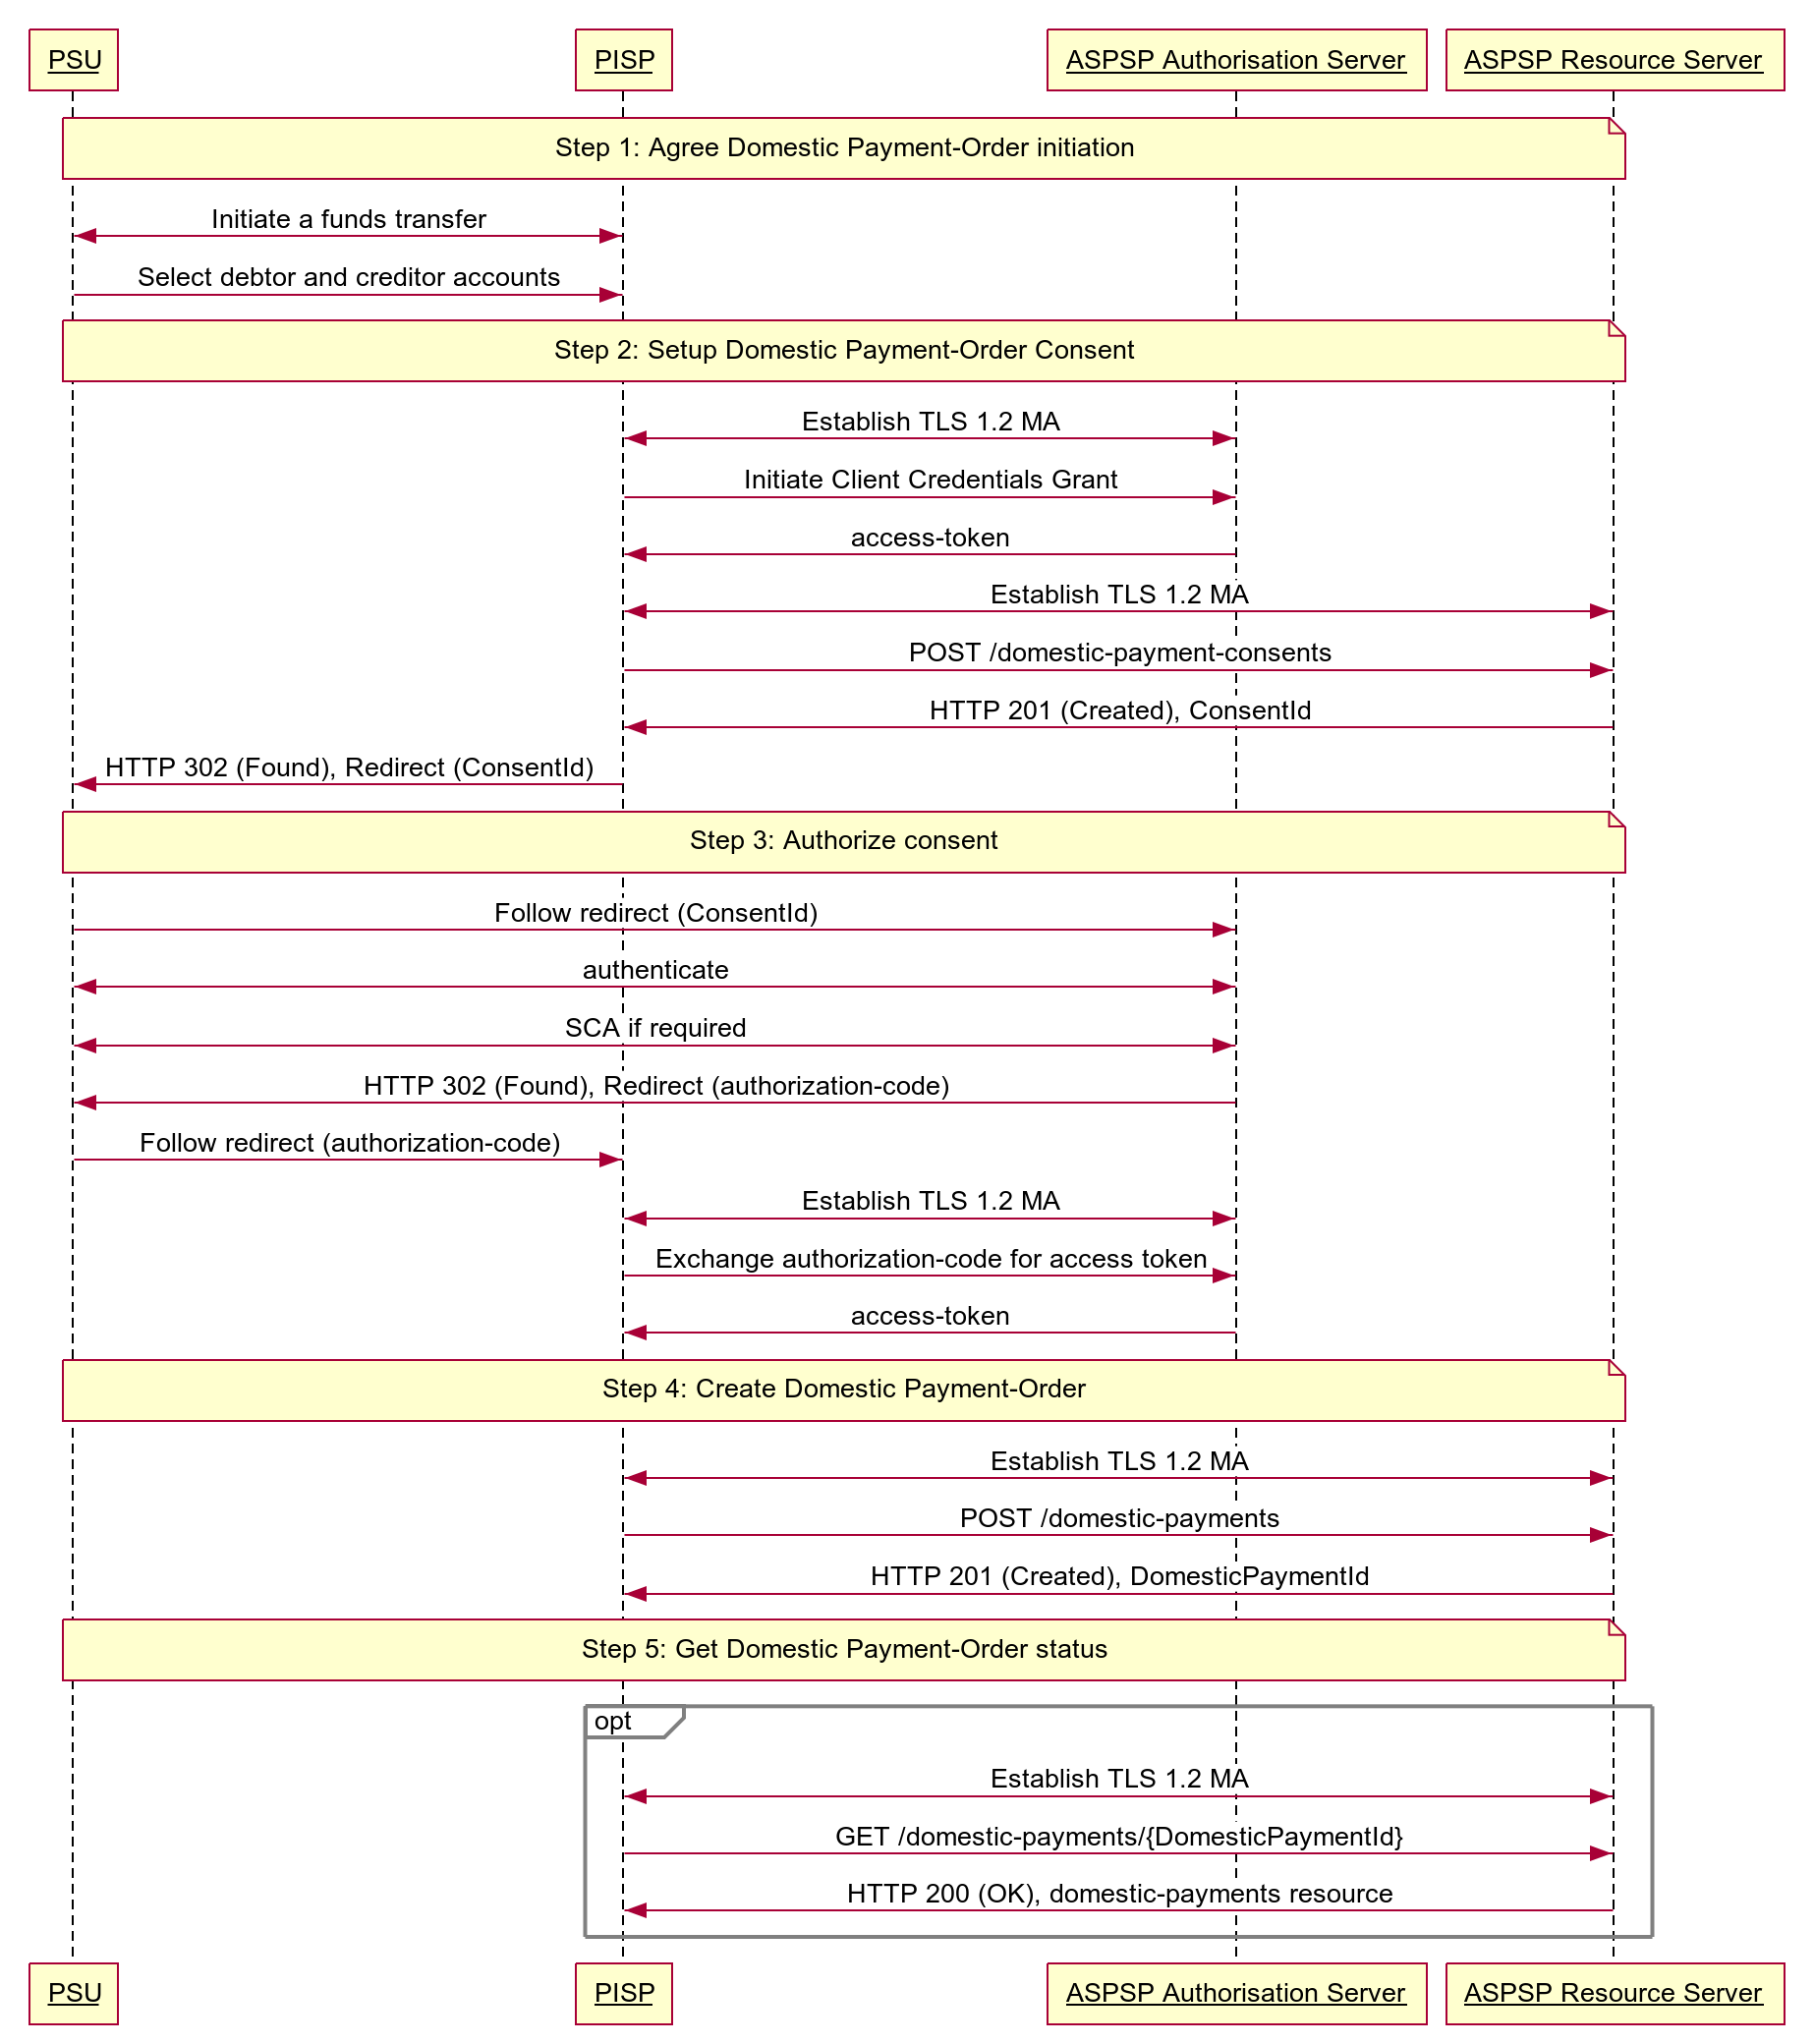 PSU
PISP
ASPSP Authorisation Server
ASPSP Resource Server
Step 1: Agree Domestic Payment-Order initiation
Initiate a funds transfer
Select debtor and creditor accounts
Step 2: Setup Domestic Payment-Order Consent
Establish TLS 1.2 MA
Initiate Client Credentials Grant
access-token
Establish TLS 1.2 MA
POST /domestic-payment-consents
HTTP 201 (Created), ConsentId
HTTP 302 (Found), Redirect (ConsentId)
Step 3: Authorize consent
Follow redirect (ConsentId)
authenticate
SCA if required
HTTP 302 (Found), Redirect (authorization-code)
Follow redirect (authorization-code)
Establish TLS 1.2 MA
Exchange authorization-code for access token
access-token
Step 4: Create Domestic Payment-Order
Establish TLS 1.2 MA
POST /domestic-payments
HTTP 201 (Created), DomesticPaymentId
Step 5: Get Domestic Payment-Order status
opt
Establish TLS 1.2 MA
GET /domestic-payments/{DomesticPaymentId}
HTTP 200 (OK), domestic-payments resource
PSU
PISP
ASPSP Authorisation Server
ASPSP Resource Server